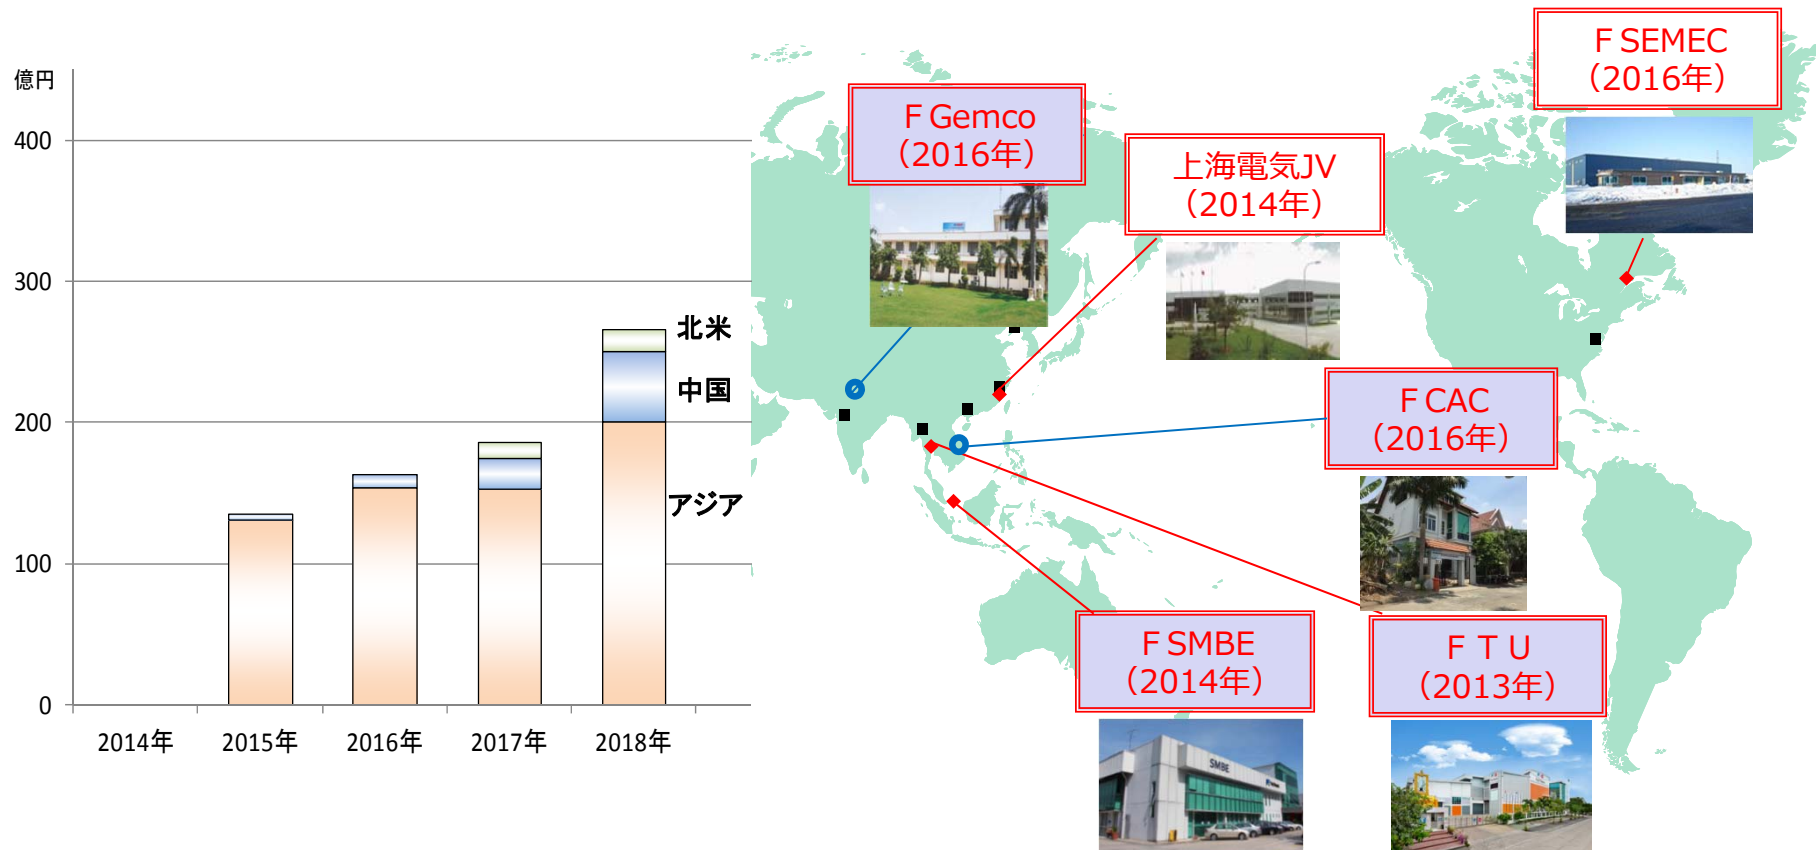 億円
400
300
200
100
0
2014年
2015年
2016年
2017年
2018年
北米
中国
アジア
F Gemco
（2016年）
上海電気JV
（2014年）
F SEMEC
（2016年）
F CAC
（2016年）
F SMBE
（2014年）
F T U
（2013年）
SMBE